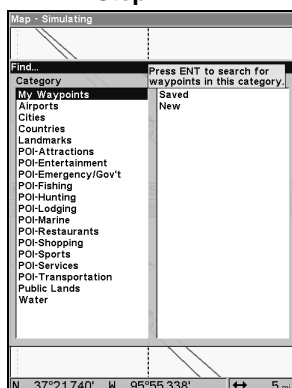 Map - Simulating
Find...
Category
Press ENT to search for
waypoints in this category.
My Waypoints
Airports
Cities
Countries
Landmarks
POI-Attractions
POI-Entertainment
POI-Emergency/Gov't
POI-Fishing
POI-Hunting
POI-Lodging
POI-Marine
POI-Restaurants
POI-Shopping
POI-Sports
POI-Services
POI-Transportation
Public Lands
Water
Saved
New
N 37°21.740' W 95°55.338' ↔ 5 mi